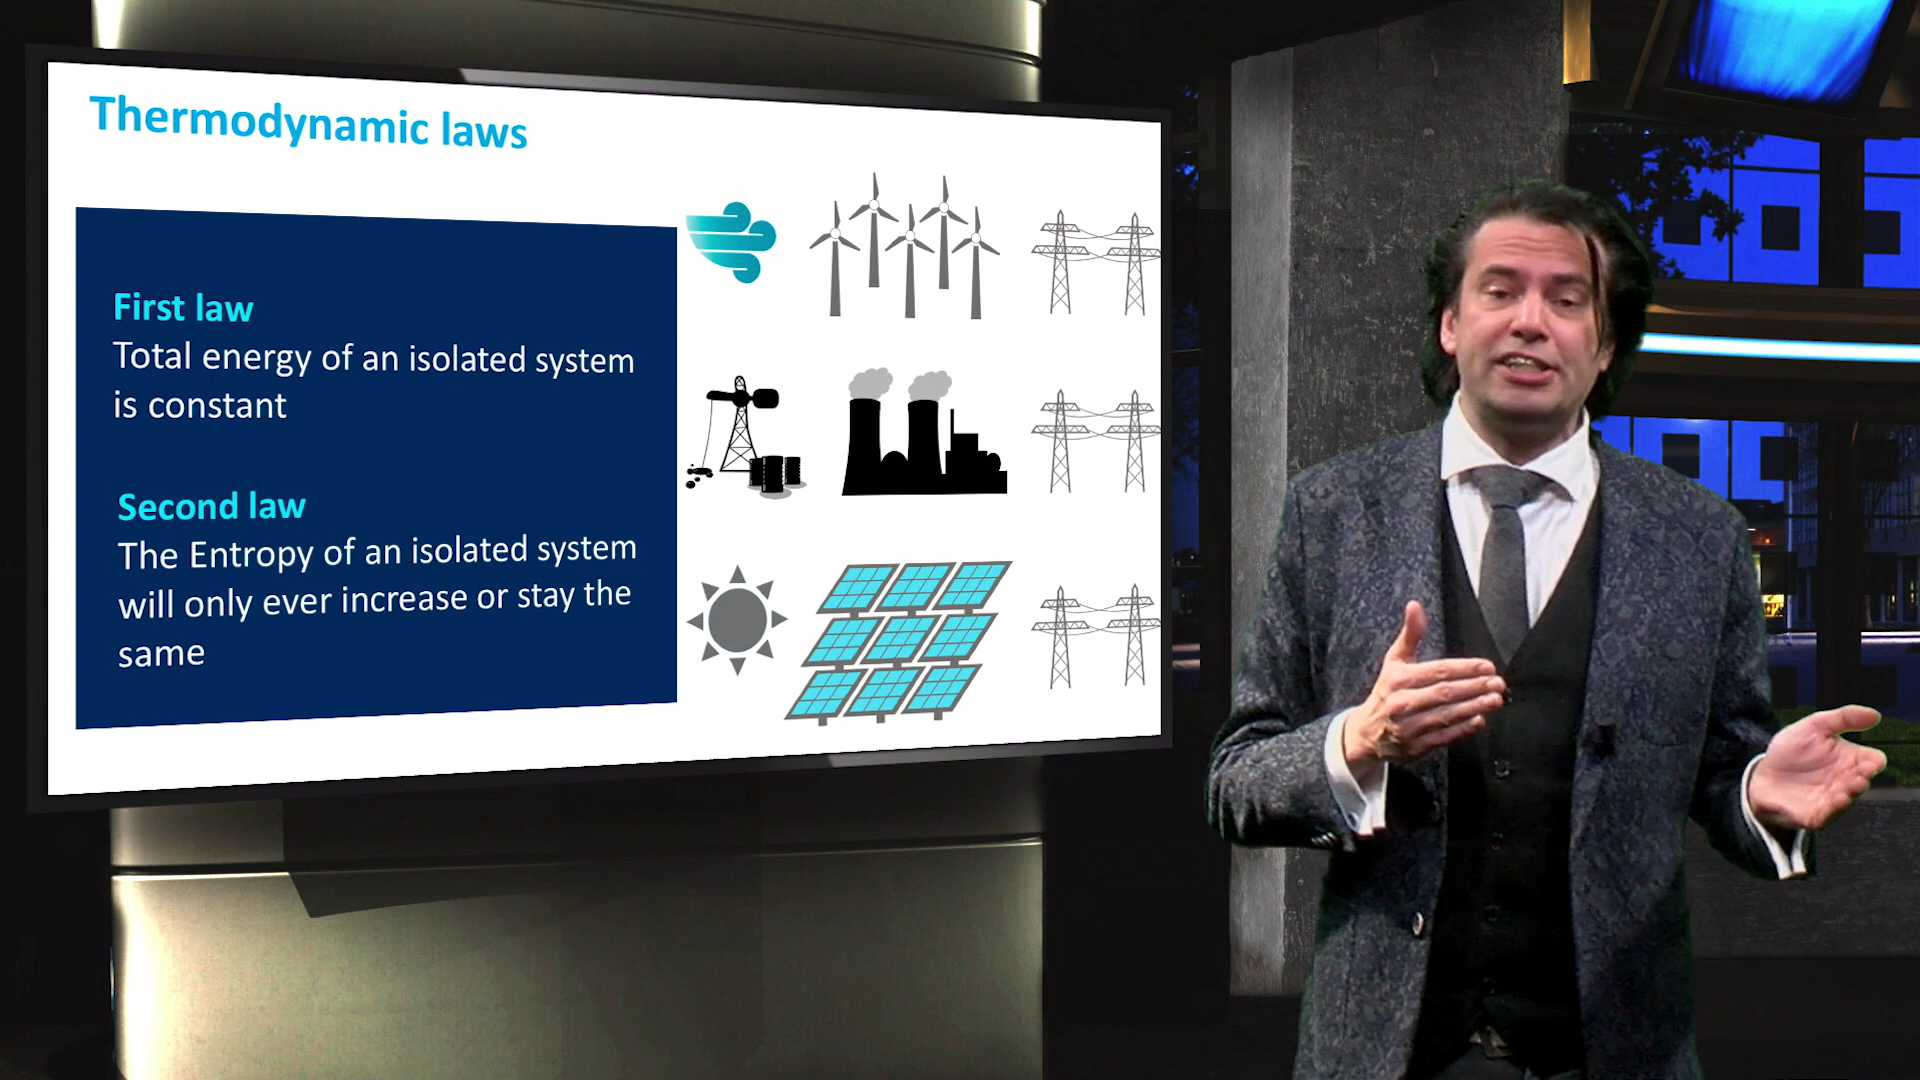 Thermodynamic laws
First law
Total energy of an isolated system
is constant
Second law
The Entropy of an isolated system
will only ever increase or stay the
same